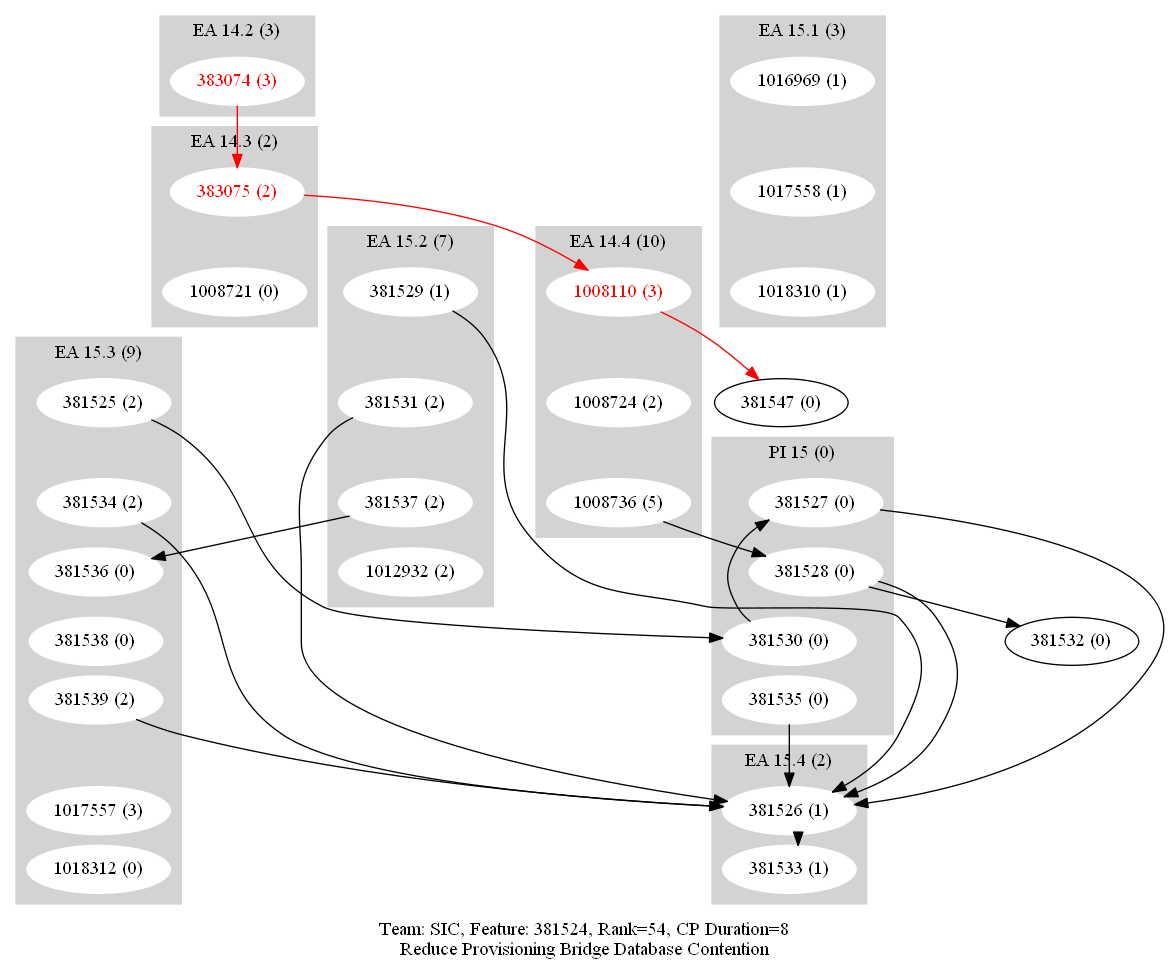 EA 14.2 (3)
383074 (3)
EA 14.3 (2)
383075 (2)
1008721 (0)
EA 15.1 (3)
1016969 (1)
1017558 (1)
1018310 (1)
EA 15.2 (7)
381529 (1)
381531 (2)
381537 (2)
1012932 (2)
EA 14.4 (10)
1008110 (3)
1008724 (2)
1008736 (5)
EA 15.3 (9)
381525 (2)
381534 (2)
381536 (0)
381538 (0)
381539 (2)
1017557 (3)
1018312 (0)
381547 (0)
PI 15 (0)
381527 (0)
381528 (0)
381530 (0)
381535 (0)
381532 (0)
EA 15.4 (2)
381526 (1)
381533 (1)
Team: SIC, Feature: 381524, Rank=54, CP Duration=8
Reduce Provisioning Bridge Database Contention